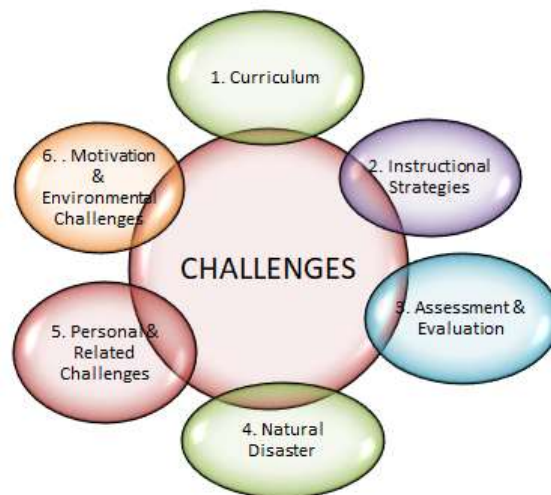 1. Curriculum
2. Instructional
Strategies
3. Assessment &
Evaluation
4. Natural
Disaster
5. Personal &
Related
Challenges
6. . Motivation
&
Environmental
Challenges
CHALLENGES